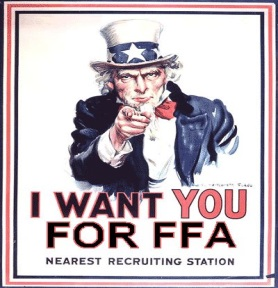 I WANT YOU
FOR FFA
NEAREST RECRUITING STATION